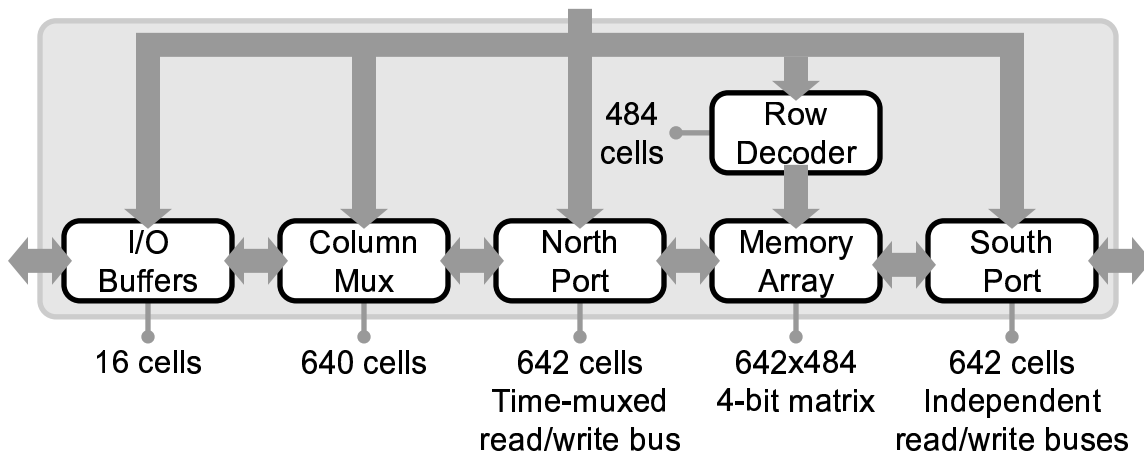 484
cells
Row
Decoder
I/O
Buffers
Column
Mux
North
Port
Memory
Array
South
Port
16 cells
640 cells
642 cells
Time-muxed
read/write bus
642x484
4-bit matrix
642 cells
Independent
read/write buses